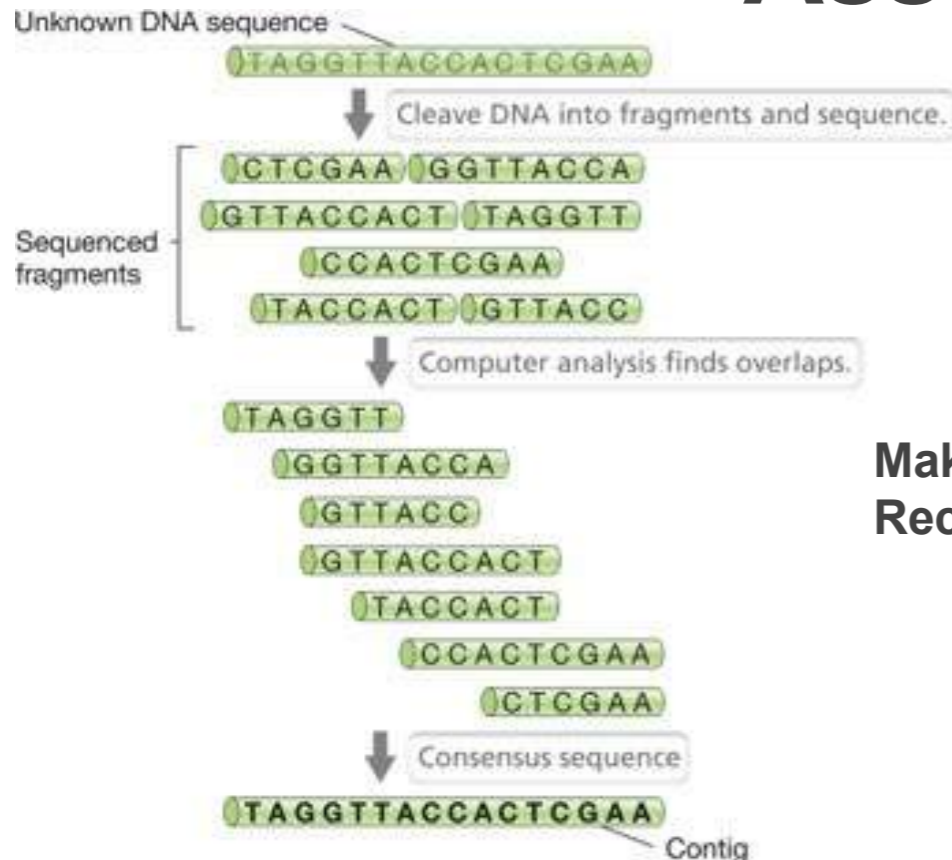 Unknown DNA sequence
TAGGTTACCACTCGAA
Cleave DNA into fragments and sequence.
CTCGAA GGTTACCA
GTTACCACT TAGGTT
Sequenced
fragments
CCACTCGAA
TACCACT GTTACC
Computer analysis finds overlaps.
TAGGTT
GGTTACCA
GTTACC
GTTACCACT
TACCACT
CCACTCGAA
CTCGAA
Consensus sequence
TAGGTTACCACTCGAA
Contig